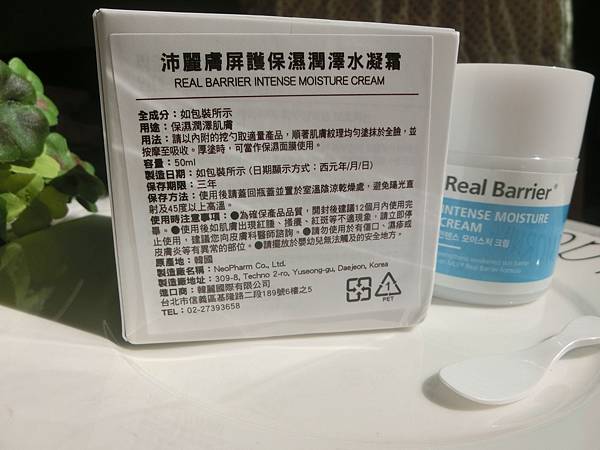 沛麗膚屏護保濕潤澤水凝霜
REAL BARRIER INTENSE MOISTURE CREAM
全成分：如包裝所示
用途：保濕潤澤肌膚
用法：請以內附的挖勺取適量產品，順著肌膚紋理均勻塗抹於全臉，並
按摩至吸收。厚塗時，可當作保濕面膜使用。
容量：50ml
製造日期：如包裝所示 (日期顯示方式：西元年/月/日)
保存期限：三年
保存方法：使用後請蓋回瓶蓋並置於室溫陰涼乾燥處，避免陽光直
射及45度以上高溫。
使用時注意事項：●為確保產品品質，開封後建議12個月內使用完
畢。●使用後如肌膚出現紅腫、搔癢、紅斑等不適現象，請立即停
止使用，建議您向皮膚科醫師諮詢。●請勿使用於有傷口、濕疹或
皮膚炎等有異狀的部位。●請擺放於嬰幼兒無法觸及的安全地方。
原產地：韓國
製造廠名稱：NeoPharm Co., Ltd.
製造廠地址：309-8, Techno 2-ro, Yuseong-gu, Daejeon, Korea
進口商：韓麗國際有限公司
台北市信義區基隆路二段189號6樓之5
TEL：02-27393658
1
PET
Real Barrier®
INTENSE MOISTURE
CREAM
인텐스 모이스처 크림